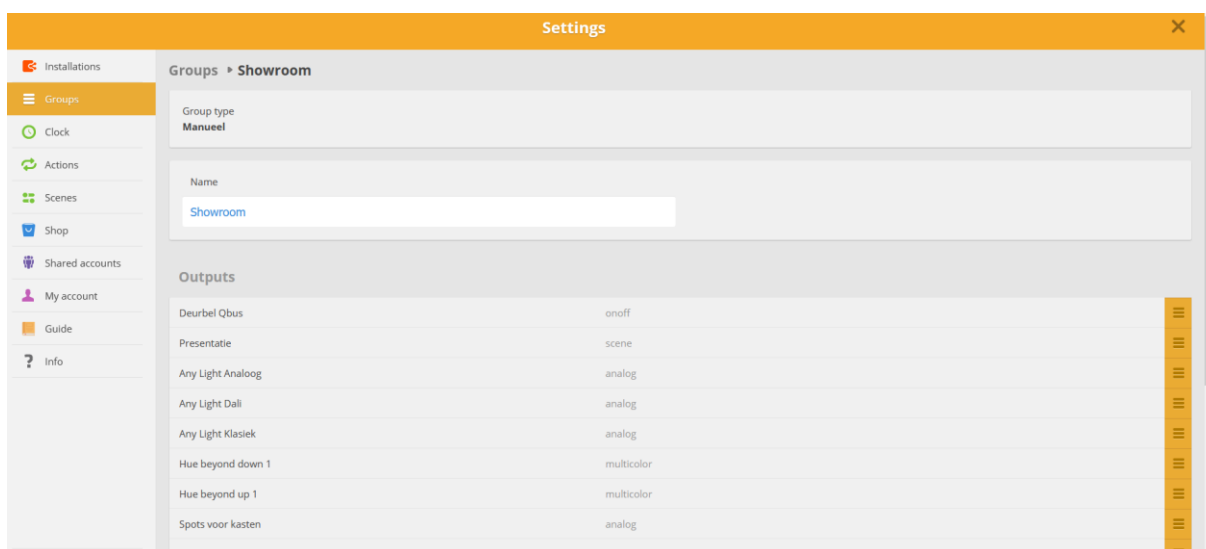 Settings
Installations
Groups
Clock
Actions
Scenes
Shop
Shared accounts
My account
Guide
Info
Groups Showroom
Group type
Manueel
Name
Showroom
Outputs
Deurbel Qbus onoff
Presentatie scene
Any Light Analoog analog
Any Light Dali analog
Any Light Klasiek analog
Hue beyond down 1 multicolor
Hue beyond up 1 multicolor
Spots voor kasten analog